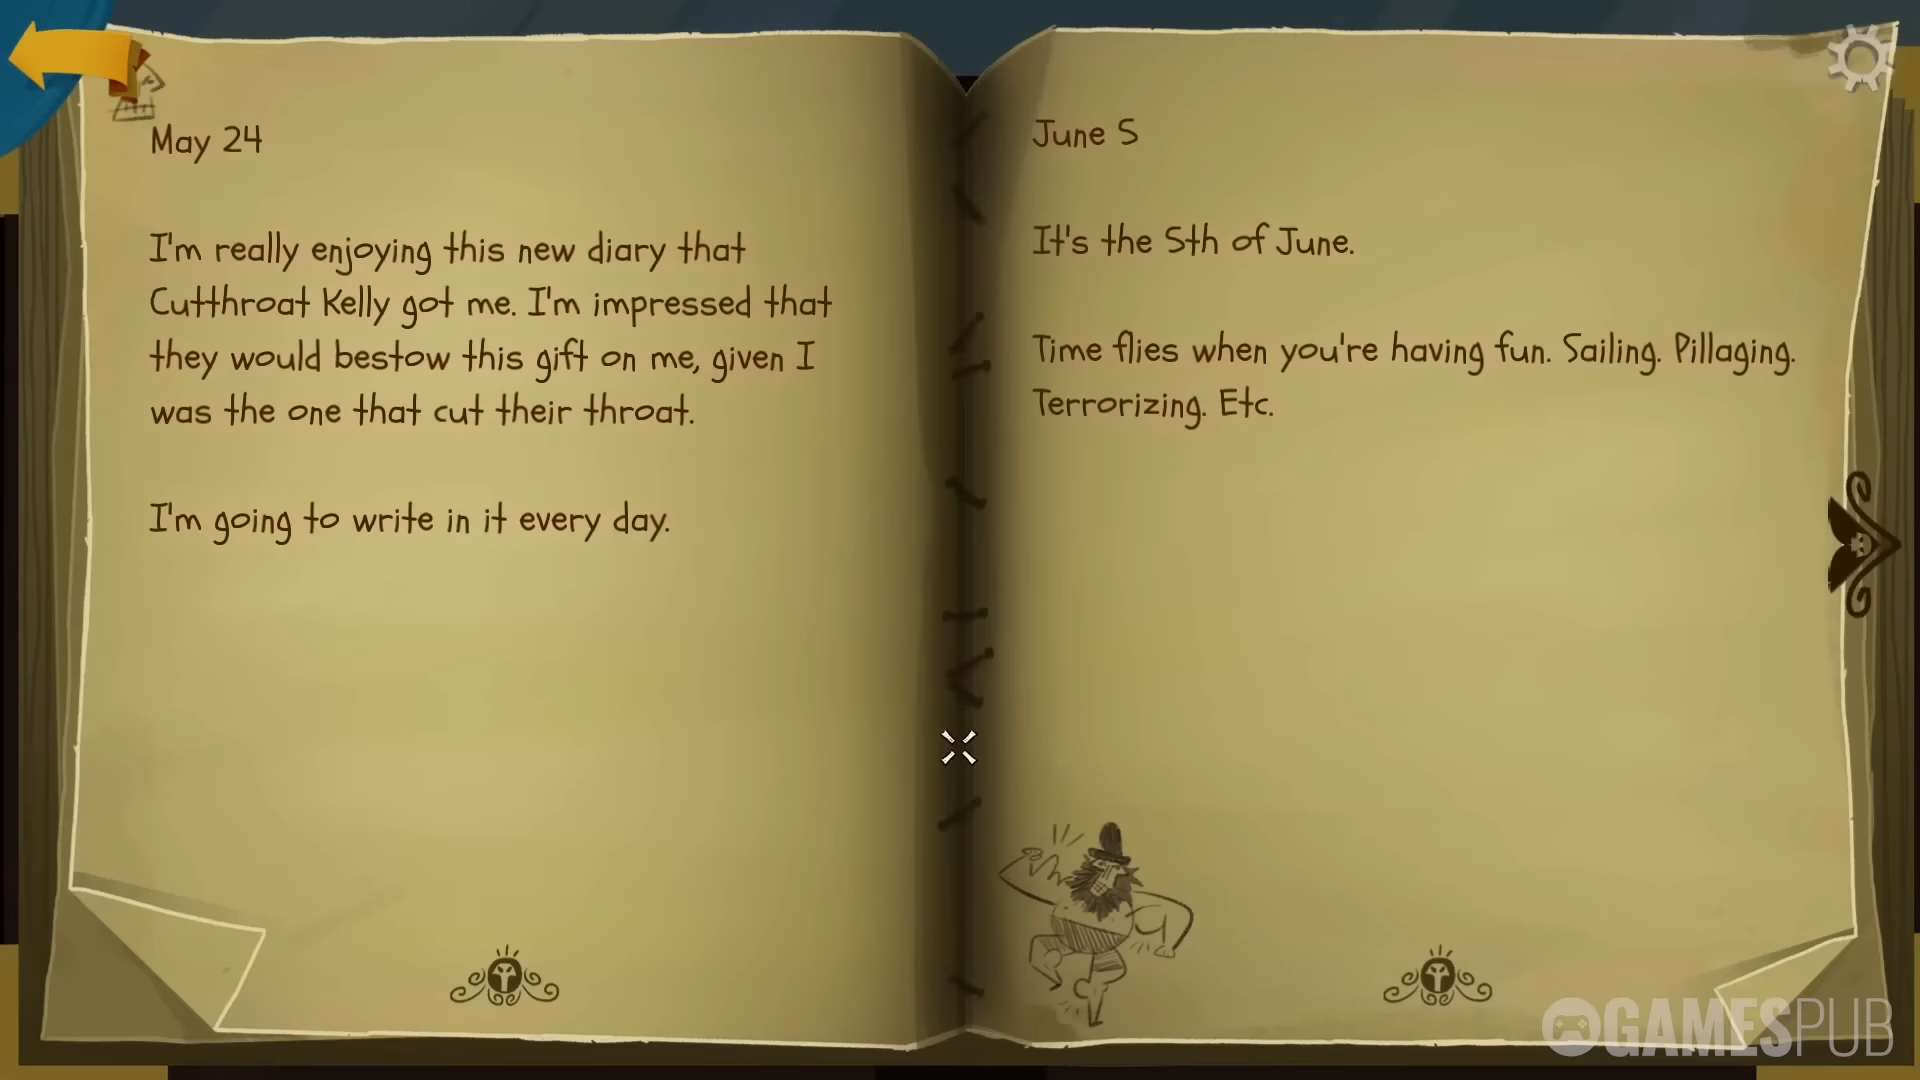 May 24
I'm really enjoying this new diary that
Cutthroat Kelly got me. I'm impressed that
they would bestow this gift on me, given I
was the one that cut their throat.
I'm going to write in it every day.
June 5
It's the 5th of June.
Time flies when you're having fun. Sailing. Pillaging.
Terrorizing. Etc.
GAMESPUB